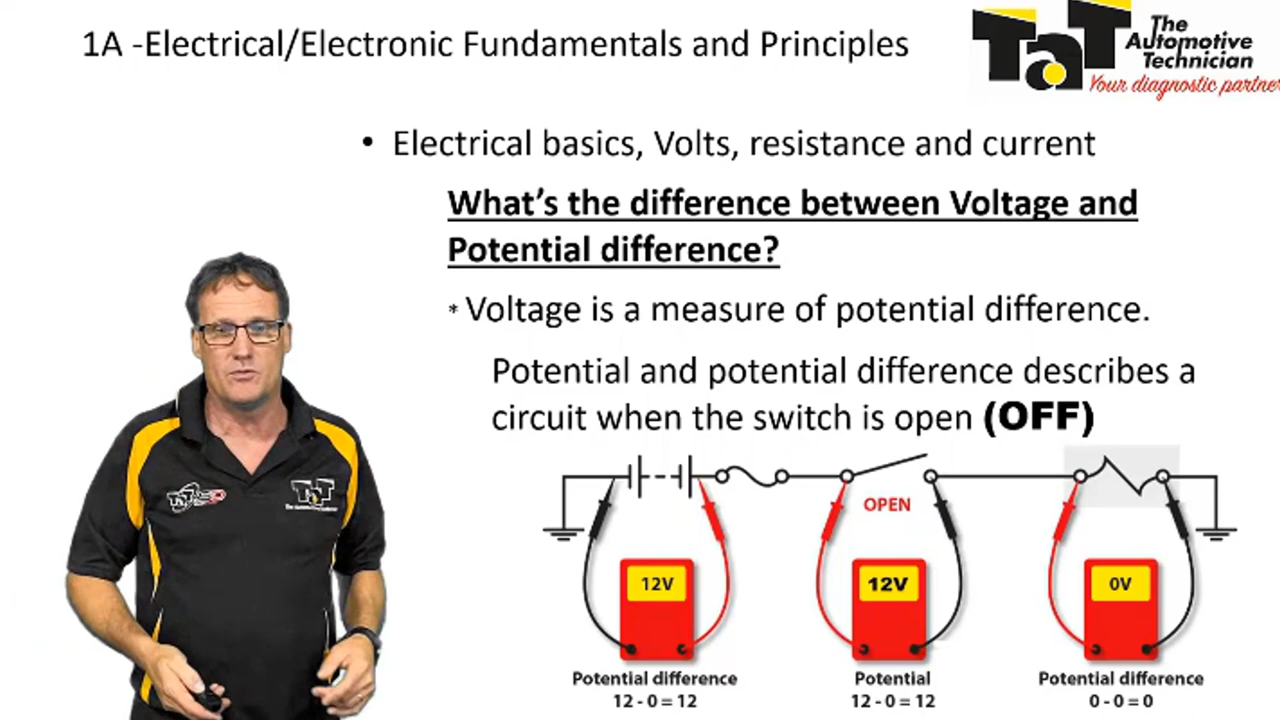 1A -Electrical/Electronic Fundamentals and Principles
TaT
The
Automotive
Technician
Your diagnostic partner
• Electrical basics, Volts, resistance and current
What's the difference between Voltage and
Potential difference?
* Voltage is a measure of potential difference.
Potential and potential difference describes a
circuit when the switch is open (OFF)
OPEN
12V
12V
0V
Potential difference
12 - 0 = 12
Potential
12 - 0 = 12
Potential difference
0 - 0 = 0
TaT